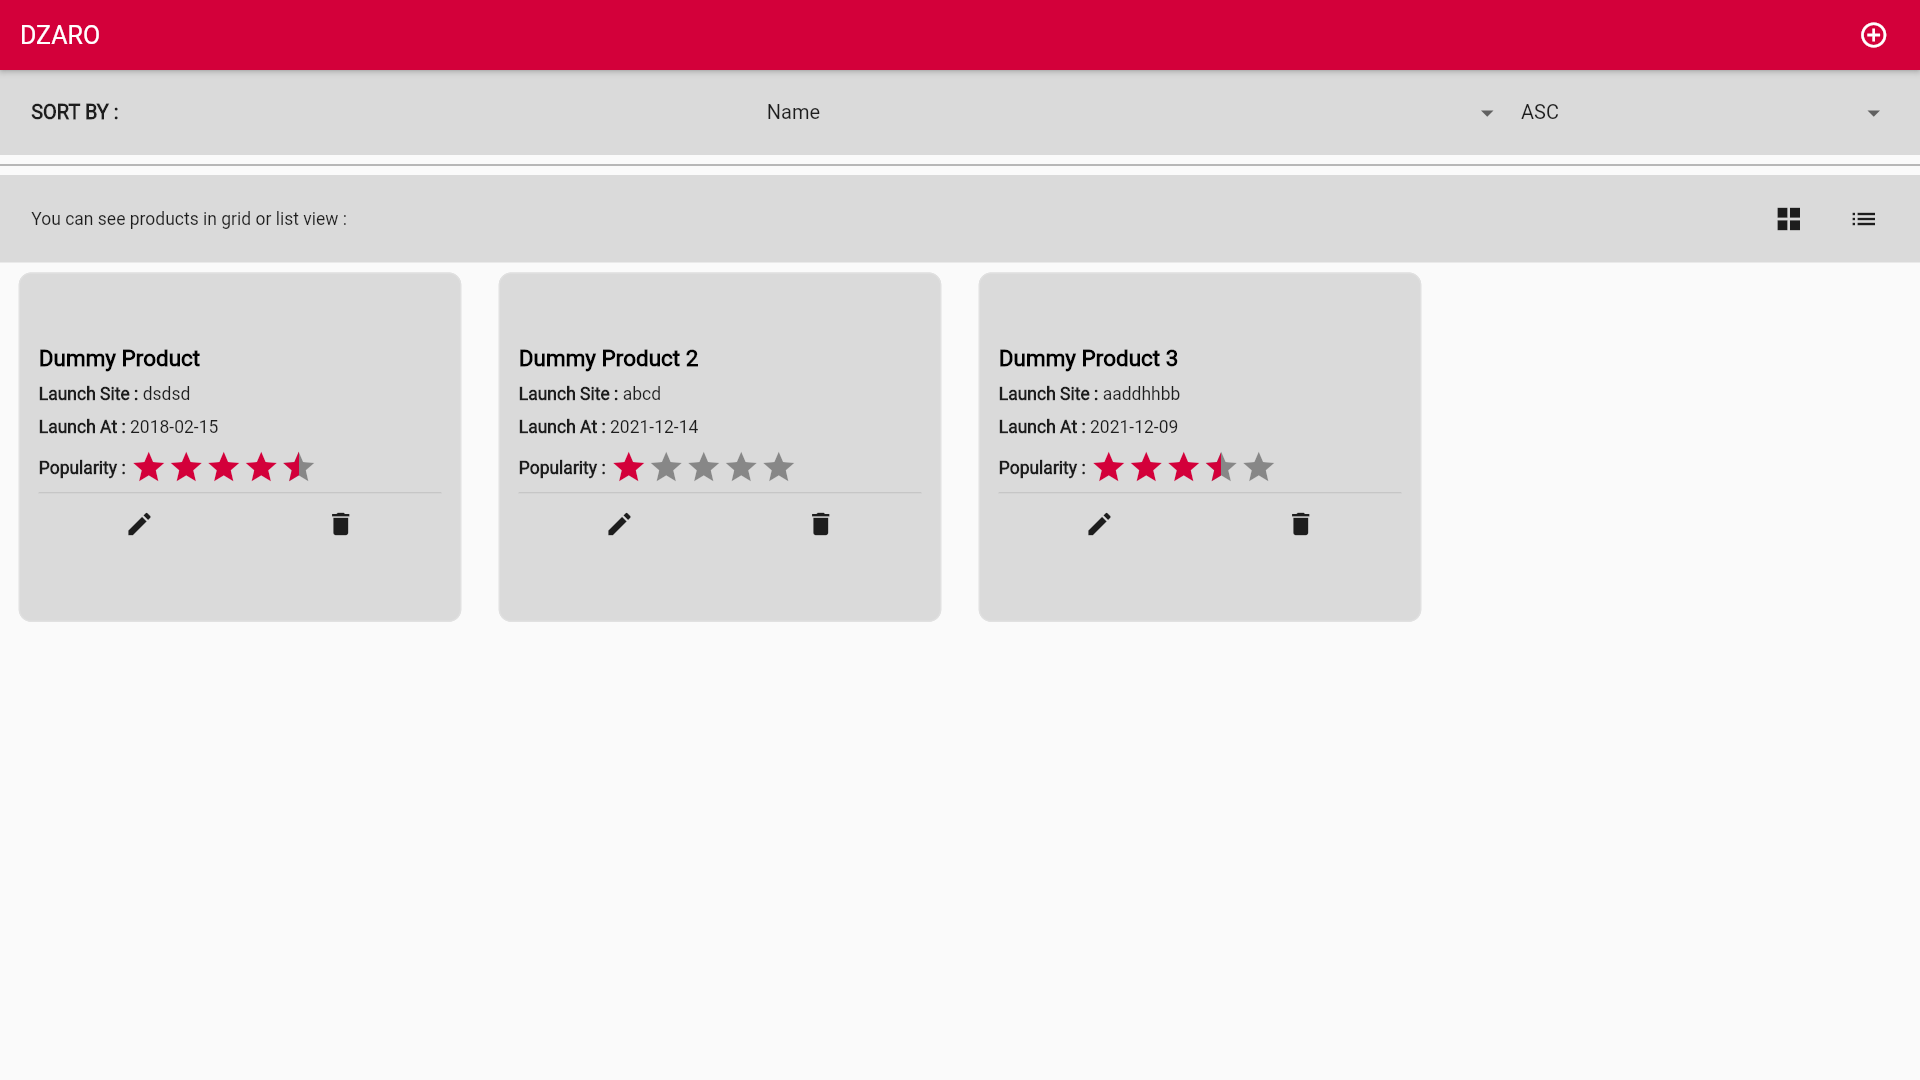 DZARO
SORT BY :
Name
ASC
You can see products in grid or list view :
Dummy Product
Launch Site : dsdsd
Launch At : 2018-02-15
Popularity :
Dummy Product 2
Launch Site : abcd
Launch At : 2021-12-14
Popularity :
Dummy Product 3
Launch Site : aaddhhbb
Launch At : 2021-12-09
Popularity :